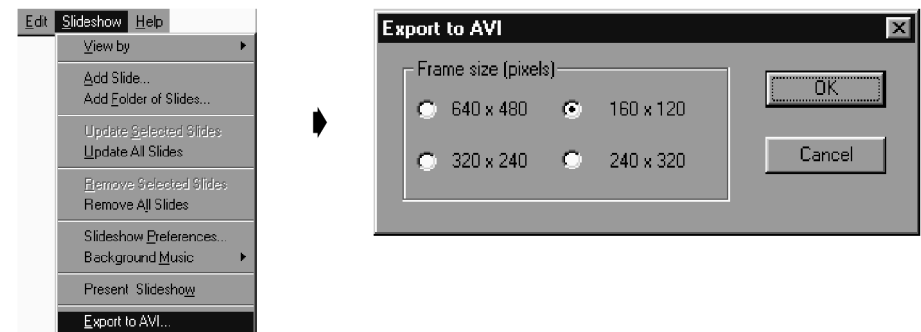 Edit Slideshow Help
View by
Add Slide...
Add Folder of Slides...
Update Selected Slides
Update All Slides
Remove Selected Slides
Remove All Slides
Slideshow Preferences...
Background Music
Present Slideshow
Export to AVI...
Export to AVI
Frame size (pixels)
640 x 480 160 x 120
320 x 240 240 x 320
OK
Cancel